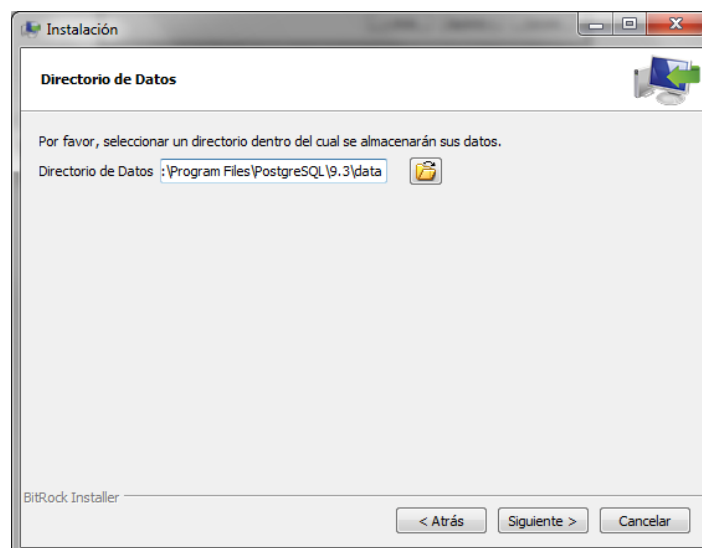 Instalación
Directorio de Datos
Por favor, seleccionar un directorio dentro del cual se almacenarán sus datos.
Directorio de Datos :\Program Files\PostgreSQL\9.3\data
BitRock Installer
< Atrás Siguiente > Cancelar